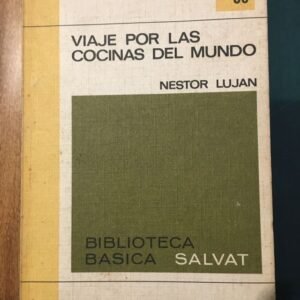 VIAJE POR LAS
COCINAS DEL MUNDO
NESTOR LUJAN
BIBLIOTECA
BASICA SALVAT